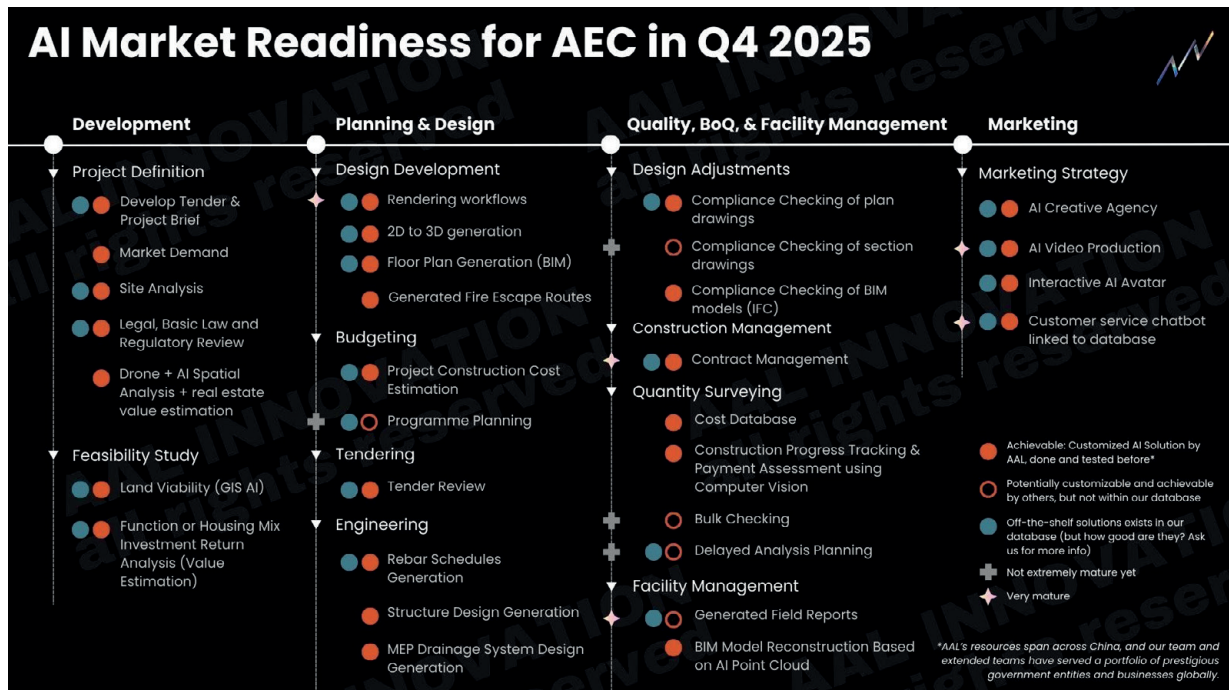 AI Market Readiness for AEC in Q4 2025
Development
Project Definition
Develop Tender &
Project Brief
Market Demand
Site Analysis
Legal, Basic Law and
Regulatory Review
Drone + AI Spatial
Analysis + real estate
value estimation
Feasibility Study
Land Viability (GIS AI)
Function or Housing Mix
Investment Return
Analysis (Value
Estimation)
Planning & Design
Design Development
Rendering workflows
2D to 3D generation
Floor Plan Generation (BIM)
Generated Fire Escape Routes
Budgeting
Project Construction Cost
Estimation
Programme Planning
Tendering
Tender Review
Engineering
Rebar Schedules
Generation
Structure Design Generation
MEP Drainage System Design
Generation
Quality, BoQ, & Facility Management
Design Adjustments
Compliance Checking of plan
drawings
Compliance Checking of section
drawings
Compliance Checking of BIM
models (IFC)
Construction Management
Contract Management
Quantity Surveying
Cost Database
Construction Progress Tracking &
Payment Assessment using
Computer Vision
Bulk Checking
Delayed Analysis Planning
Facility Management
Generated Field Reports
BIM Model Reconstruction Based
on AI Point Cloud
Marketing
Marketing Strategy
AI Creative Agency
AI Video Production
Interactive AI Avatar
Customer service chatbot
linked to database
Achievable: Customized AI Solution by
AAL, done and tested before*
Potentially customizable and achievable
by others, but not within our database
Off-the-shelf solutions exists in our
database (but how good are they? Ask
us for more info)
Not extremely mature yet
Very mature
*AAL's resources span across China, and our team and
extended teams have served a portfolio of prestigious
government entities and businesses globally.
AAL INNOVATION
all rights reserved